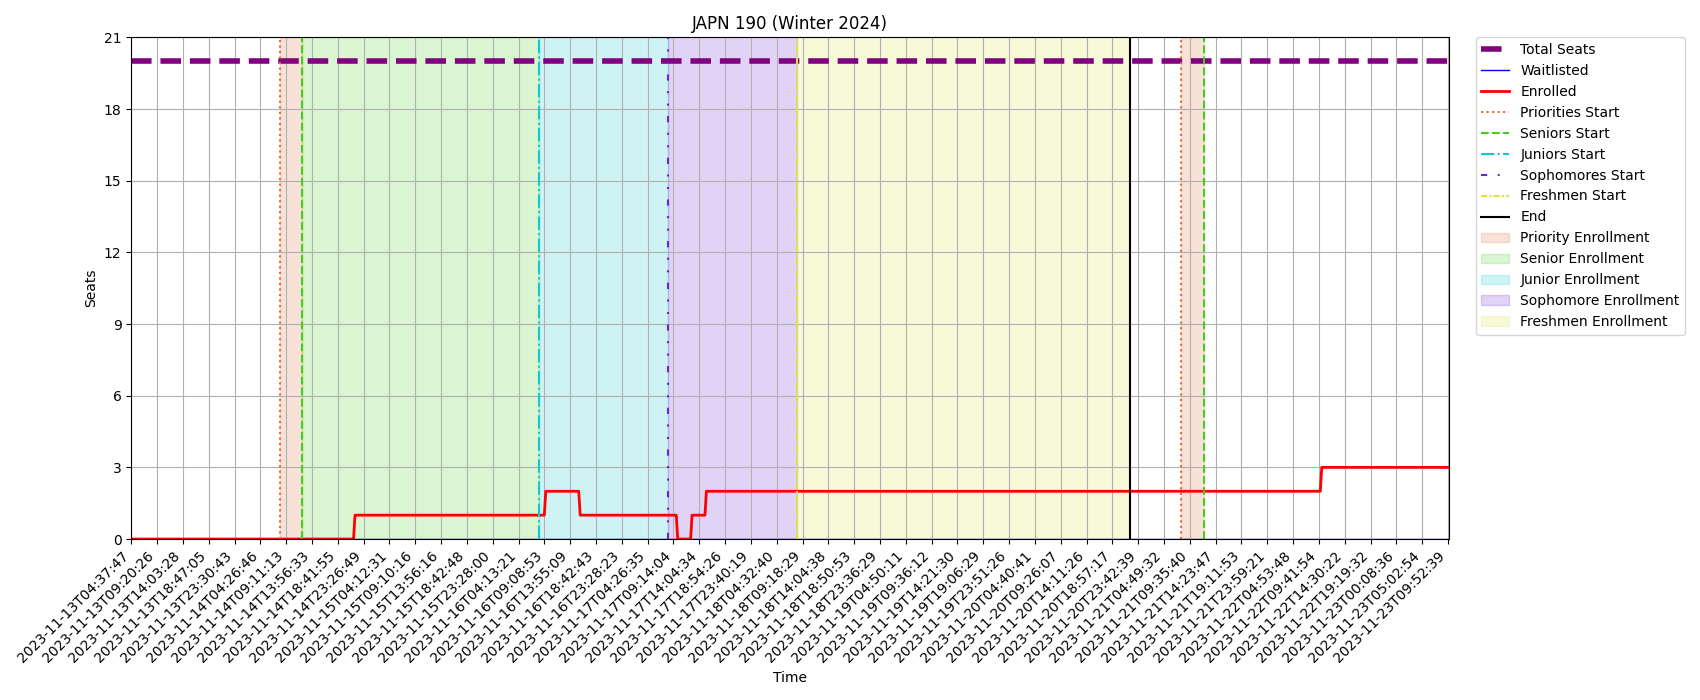 JAPN 190 (Winter 2024)
Seats
21
18
15
12
9
6
3
0
2023-11-13T04:37:47
2023-11-13T09:20:26
2023-11-13T14:03:28
2023-11-13T18:47:05
2023-11-13T23:30:43
2023-11-14T04:26:46
2023-11-14T09:11:13
2023-11-14T13:56:33
2023-11-14T18:41:55
2023-11-14T23:26:49
2023-11-15T04:12:31
2023-11-15T09:10:16
2023-11-15T13:56:16
2023-11-15T18:42:48
2023-11-15T23:28:00
2023-11-16T04:13:21
2023-11-16T09:08:53
2023-11-16T13:55:09
2023-11-16T18:42:43
2023-11-16T23:28:23
2023-11-17T04:26:35
2023-11-17T09:14:04
2023-11-17T14:04:34
2023-11-17T18:54:26
2023-11-17T23:40:19
2023-11-18T04:32:40
2023-11-18T09:18:29
2023-11-18T14:04:38
2023-11-18T18:50:53
2023-11-18T23:36:29
2023-11-19T04:50:11
2023-11-19T09:36:12
2023-11-19T14:21:30
2023-11-19T19:06:29
2023-11-19T23:51:26
2023-11-20T04:40:41
2023-11-20T09:26:07
2023-11-20T14:11:26
2023-11-20T18:57:17
2023-11-20T23:42:39
2023-11-21T04:49:32
2023-11-21T09:35:40
2023-11-21T14:23:47
2023-11-21T19:11:53
2023-11-21T23:59:21
2023-11-22T04:53:48
2023-11-22T09:41:54
2023-11-22T14:30:22
2023-11-22T19:19:32
2023-11-23T00:08:36
2023-11-23T05:02:54
2023-11-23T09:52:39
Time
Total Seats
Waitlisted
Enrolled
Priorities Start
Seniors Start
Juniors Start
Sophomores Start
Freshmen Start
End
Priority Enrollment
Senior Enrollment
Junior Enrollment
Sophomore Enrollment
Freshmen Enrollment